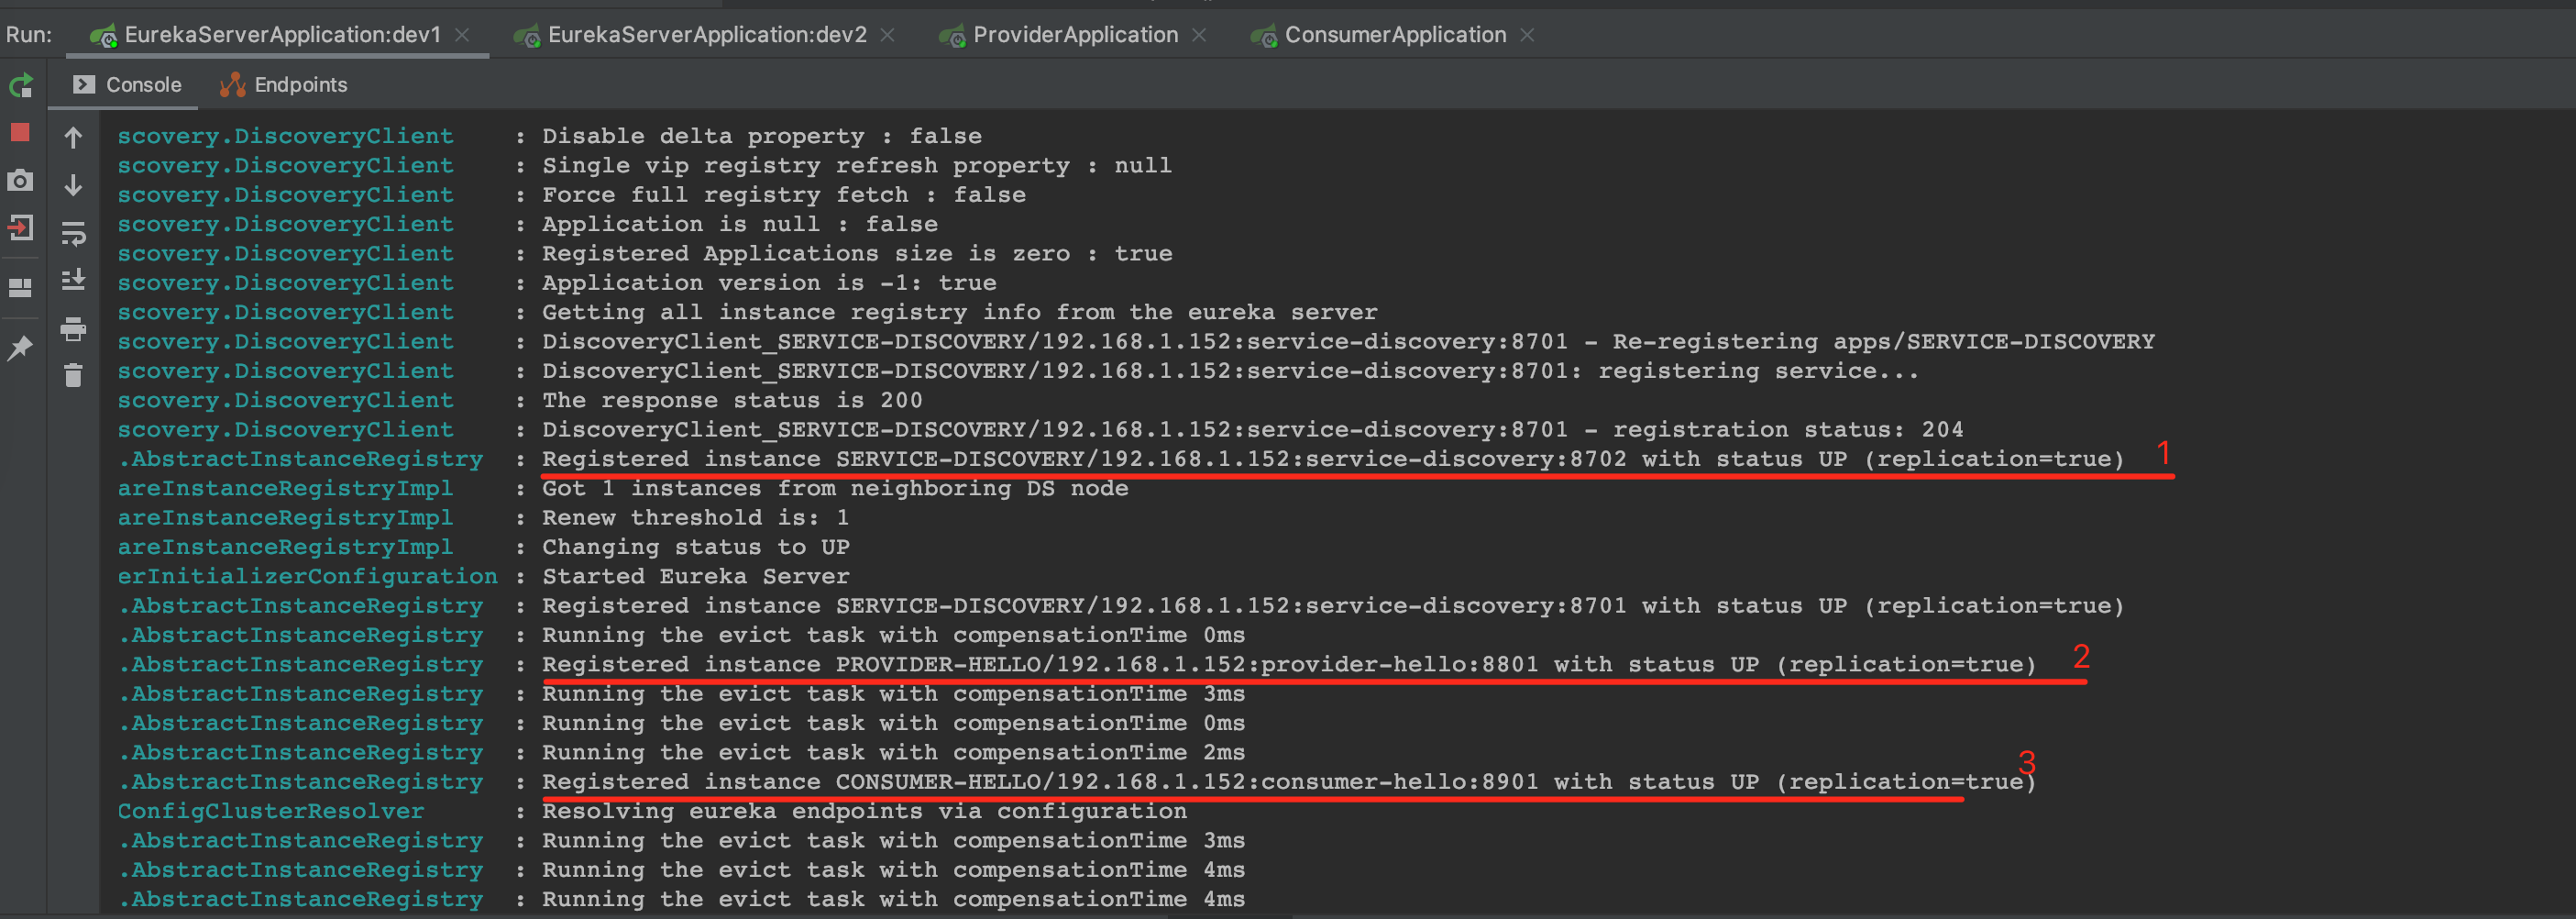 Run: EurekaServerApplication:dev1 EurekaServerApplication:dev2 ProviderApplication ConsumerApplication
Console Endpoints
scovery.DiscoveryClient : Disable delta property : false
scovery.DiscoveryClient : Single vip registry refresh property : null
scovery.DiscoveryClient : Force full registry fetch : false
scovery.DiscoveryClient : Application is null : false
scovery.DiscoveryClient : Registered Applications size is zero : true
scovery.DiscoveryClient : Application version is -1: true
scovery.DiscoveryClient : Getting all instance registry info from the eureka server
scovery.DiscoveryClient : DiscoveryClient_SERVICE-DISCOVERY/192.168.1.152:service-discovery:8701 - Re-registering apps/SERVICE-DISCOVERY
scovery.DiscoveryClient : DiscoveryClient_SERVICE-DISCOVERY/192.168.1.152:service-discovery:8701: registering service...
scovery.DiscoveryClient : The response status is 200
scovery.DiscoveryClient : DiscoveryClient_SERVICE-DISCOVERY/192.168.1.152:service-discovery:8701 - registration status: 204
.AbstractInstanceRegistry : Registered instance SERVICE-DISCOVERY/192.168.1.152:service-discovery:8702 with status UP (replication=true) 1
areInstanceRegistryImpl : Got 1 instances from neighboring DS node
areInstanceRegistryImpl : Renew threshold is: 1
areInstanceRegistryImpl : Changing status to UP
erInitializerConfiguration : Started Eureka Server
.AbstractInstanceRegistry : Registered instance SERVICE-DISCOVERY/192.168.1.152:service-discovery:8701 with status UP (replication=true)
.AbstractInstanceRegistry : Running the evict task with compensationTime 0ms
.AbstractInstanceRegistry : Registered instance PROVIDER-HELLO/192.168.1.152:provider-hello:8801 with status UP (replication=true) 2
.AbstractInstanceRegistry : Running the evict task with compensationTime 3ms
.AbstractInstanceRegistry : Running the evict task with compensationTime 0ms
.AbstractInstanceRegistry : Running the evict task with compensationTime 2ms
.AbstractInstanceRegistry : Registered instance CONSUMER-HELLO/192.168.1.152:consumer-hello:8901 with status UP (replication=true) 3
ConfigClusterResolver : Resolving eureka endpoints via configuration
.AbstractInstanceRegistry : Running the evict task with compensationTime 3ms
.AbstractInstanceRegistry : Running the evict task with compensationTime 4ms
.AbstractInstanceRegistry : Running the evict task with compensationTime 4ms